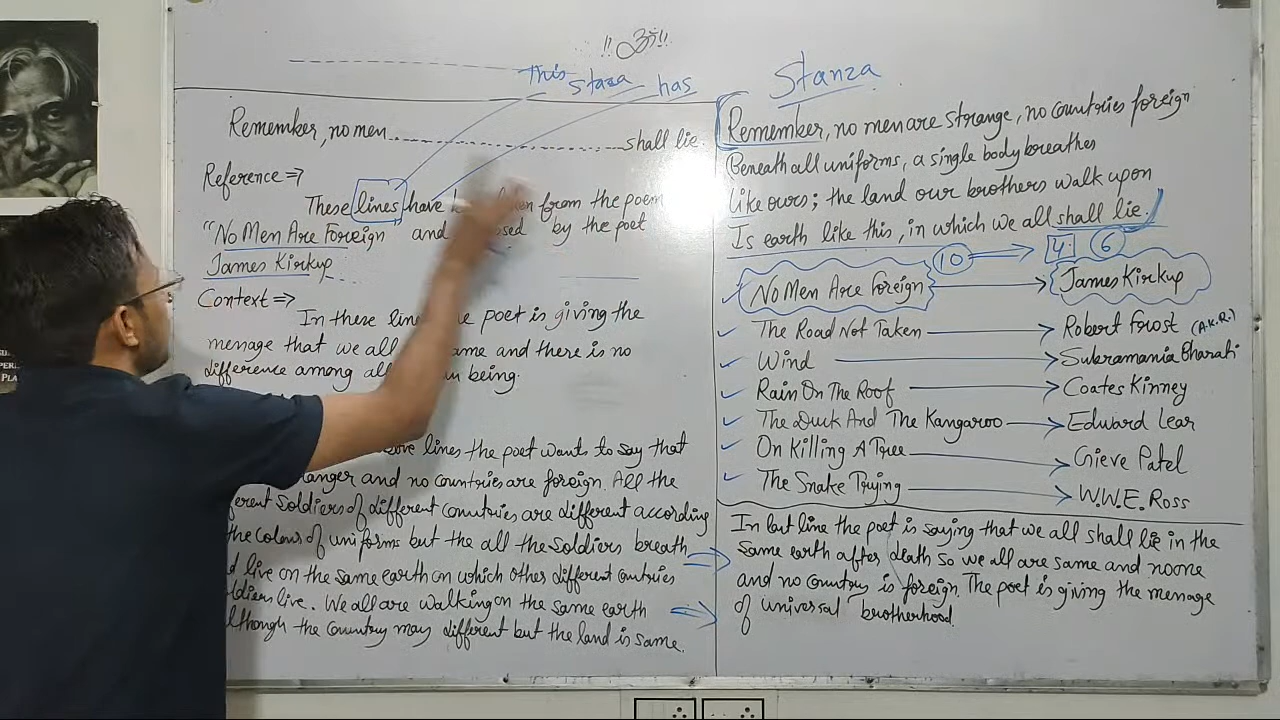 !! ॐ !!
This staza has
Remember, no men..................shall lie.
Reference⇒
These lines have from the poem
"No Men Are Foreign" and by the poet
James Kirkup
Context⇒
In these line poet is giving the
menage that we all ame and there is no
difference among all being.
lines the poet wants to say that
anger and no countries are foreign. All the
ferent soldiers of different countries are different according
the colour of uniforms but the all the soldiers breath
live on the same earth on which other different
ldiers live. We all are walking on the same earth
lthough the country may different but the land is same.
Stanza
Remember, no men are strange, no countries foreign
Beneath all uniforms, a single body breathes
Like ours; the land our brothers walk upon
Is earth like this, in which we all shall lie.
10 4 6
No Men Are Foreign James Kirkup
The Road Not Taken Robert Frost (A.K.R.)
Wind Subramania Bharati
Rain On The Roof Coates Kinney
The Duck And The Kangaroo Edward Lear
On Killing A Tree Gieve Patel
The Snake Trying W.W.E. Ross
In last line the poet is saying that we all shall lie in the
same earth after death so we all are same and noone
and no country is foreign. The poet is giving the menage
of universal brotherhood.